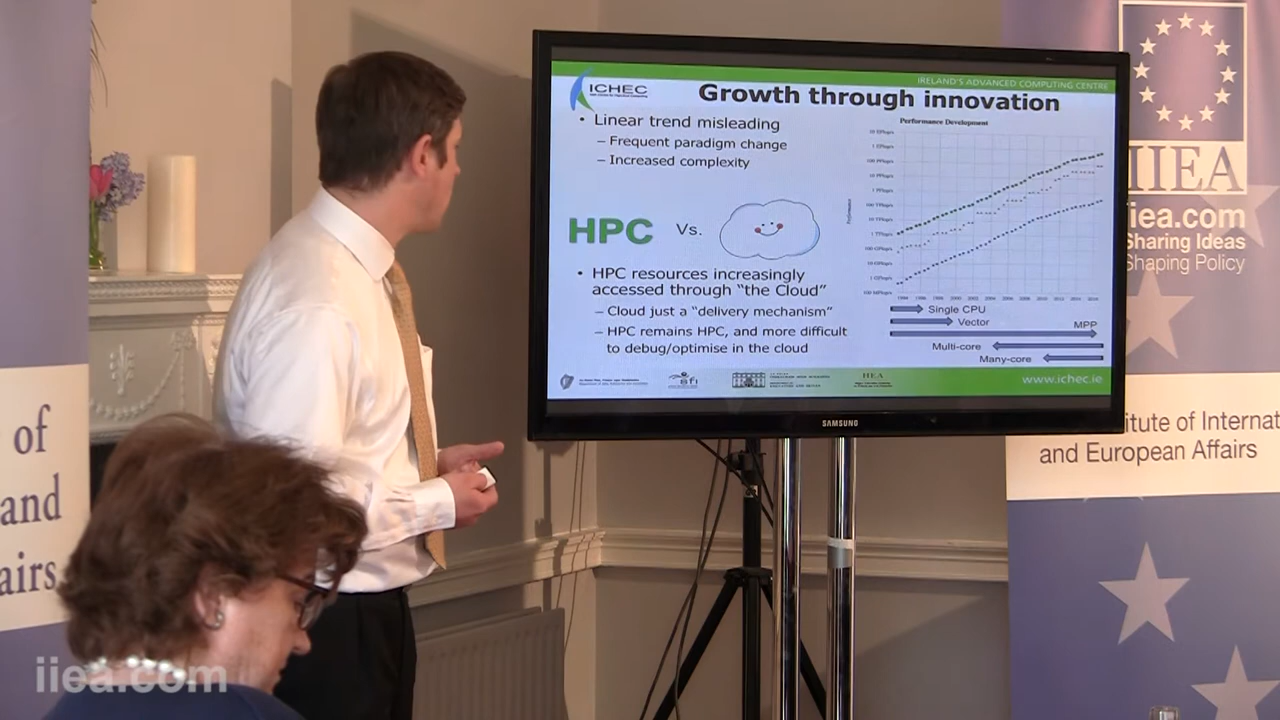 IRELAND'S ADVANCED COMPUTING CENTRE
ICHEC
Growth through innovation
• Linear trend misleading
– Frequent paradigm change
– Increased complexity
HPC Vs.
• HPC resources increasingly
accessed through "the Cloud"
– Cloud just a "delivery mechanism"
– HPC remains HPC, and more difficult
to debug/optimise in the cloud
Performance Development
Performance
Single CPU
Vector
MPP
Multi-core
Many-core
sfi
HEA
www.ichec.ie
SAMSUNG
IIEA
iiea.com
Sharing Ideas
Shaping Policy
itute of Internat
and European Affairs
of
and
airs
iiea.com